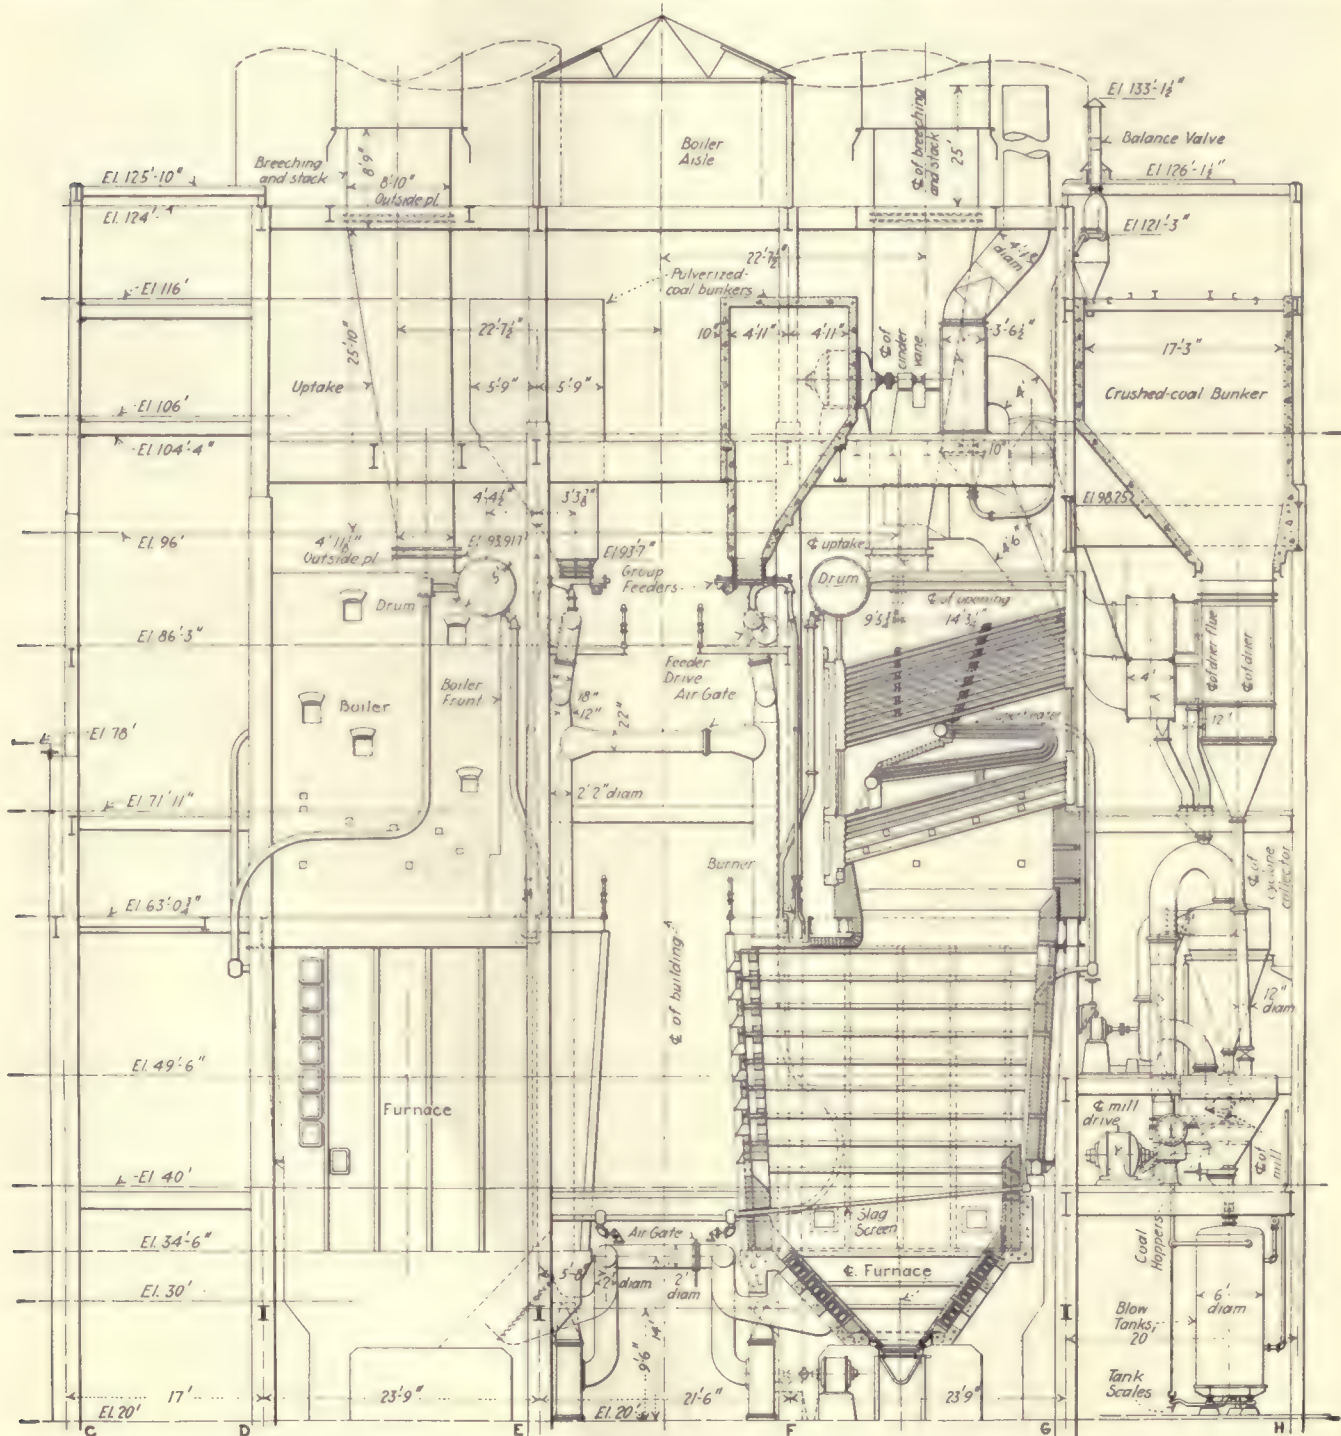 El. 133'-1½"
Balance Valve
El 126'-1½"
Boiler
Aisle
℄ of breeching
and stack
25'
Breeching
and stack
8'9"
8'-10"
Outside pl.
El. 125'-10"
El. 124'
El 121'-3"
4'-1½"
diam
22'-7½"
Pulverized-
coal bunkers
El 116'
25'-10"
22'-7½"
10"
4'-11"
4'-11"
℄ of
cinder
vane
3'-6½"
17'-3"
Uptake
5'-9"
5'-9"
4'
Crushed-coal Bunker
El 106'
El 104'-4"
10"
4'-4½"
El 98.25
El. 96'
4'
Outside pl
El 93.917
El 93'-7"
Group
Feeders
℄ uptake
4'6"
5'
Drum
Drum
℄ of opening
9'5¾"
14'3½"
El 86'-3"
Feeder
Drive
Air Gate
Boiler
Front
Boiler
18"
12"
22"
4'
℄ of drier flue
℄ of drier
12'
El 78'
El 71'11"
2'2" diam
Burner
℄ of
cyclone
collector
El 63'-0¾"
℄ of building
12"
diam
El. 49'-6"
Furnace
℄ mill
drive
℄ of
mill
El 40'
Slag
Screen
Air Gate
El. 34'-6"
Coal
Hoppers
5'-8"
2' diam
2'
diam
℄ Furnace
El. 30'
6'
diam
Blow
Tanks,
20
14'
9'6"
Tank
Scales
17'
23'-9"
21'-6"
23'-9"
El. 20'
El. 20'
C
D
E
F
G
H